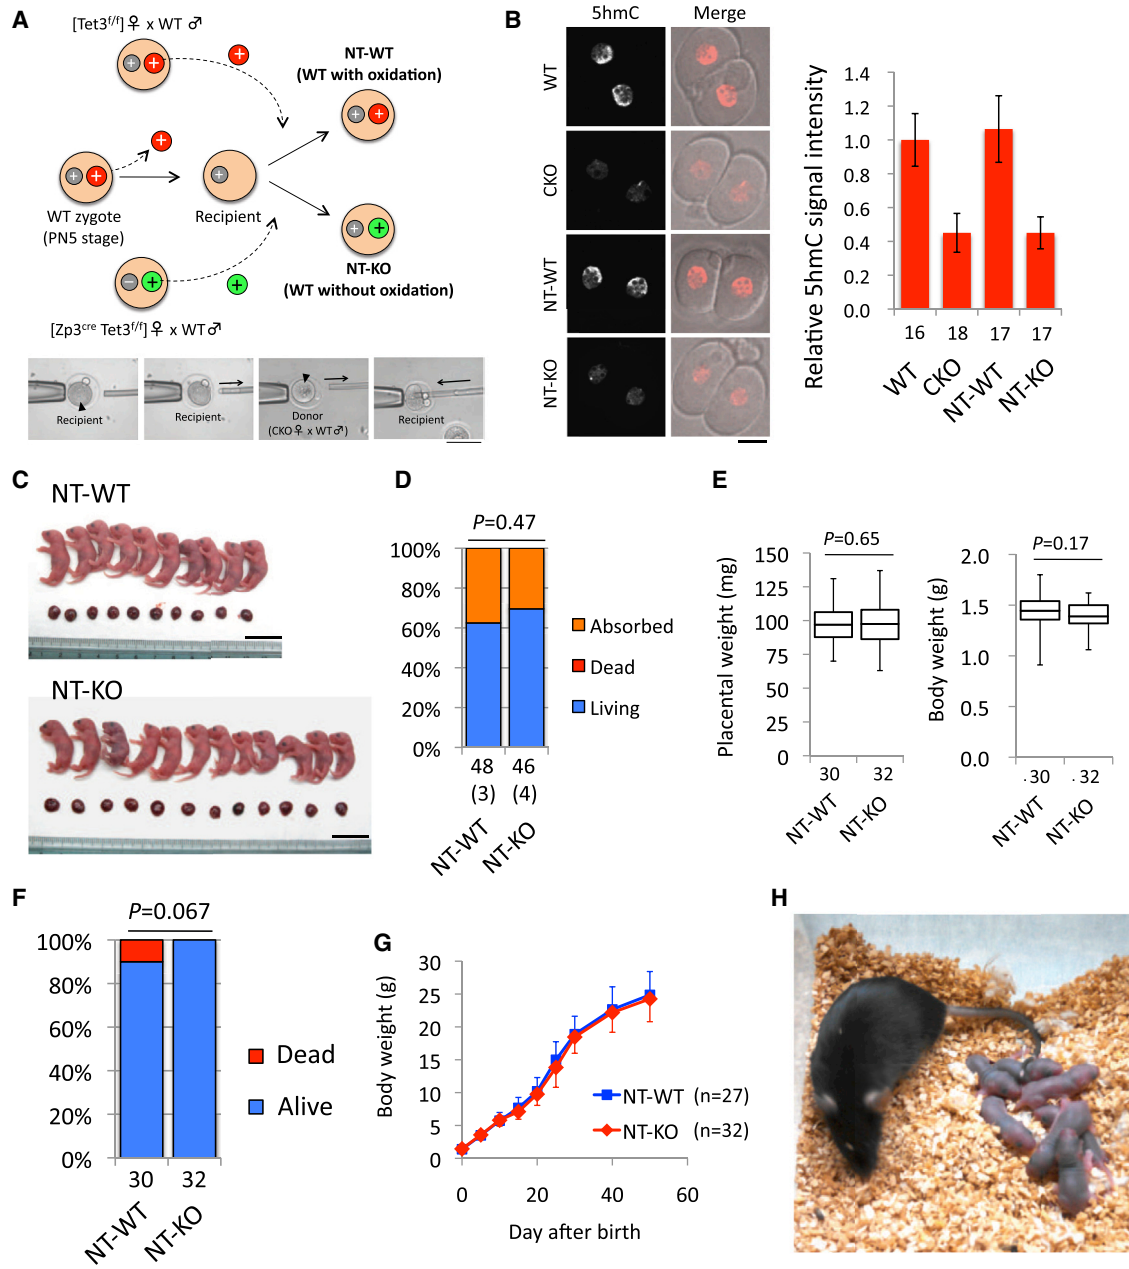 A
[Tet3f/f]♀ x WT ♂
+ +
+
NT-WT
(WT with oxidation)
+ +
+
+ +
+
WT zygote
(PN5 stage)
Recipient
+ +
NT-KO
(WT without oxidation)
− +
+
[Zp3cre Tet3f/f]♀ x WT♂
Recipient
Recipient
Donor
(CKO♀ x WT♂)
Recipient
B
5hmC
Merge
WT
CKO
NT-WT
NT-KO
Relative 5hmC signal intensity
1.4
1.2
1.0
0.8
0.6
0.4
0.2
0.0
16
18
17
17
WT
CKO
NT-WT
NT-KO
C
NT-WT
NT-KO
D
P=0.47
100%
80%
60%
40%
20%
0%
48
(3)
46
(4)
NT-WT
NT-KO
Absorbed
Dead
Living
E
P=0.65
Placental weight (mg)
150
125
100
75
50
25
0
30
32
NT-WT
NT-KO
P=0.17
Body weight (g)
2.0
1.5
1.0
0.5
0.0
30
32
NT-WT
NT-KO
F
P=0.067
100%
80%
60%
40%
20%
0%
30
32
NT-WT
NT-KO
Dead
Alive
G
Body weight (g)
30
25
20
15
10
5
0
0
20
40
60
Day after birth
NT-WT (n=27)
NT-KO (n=32)
H